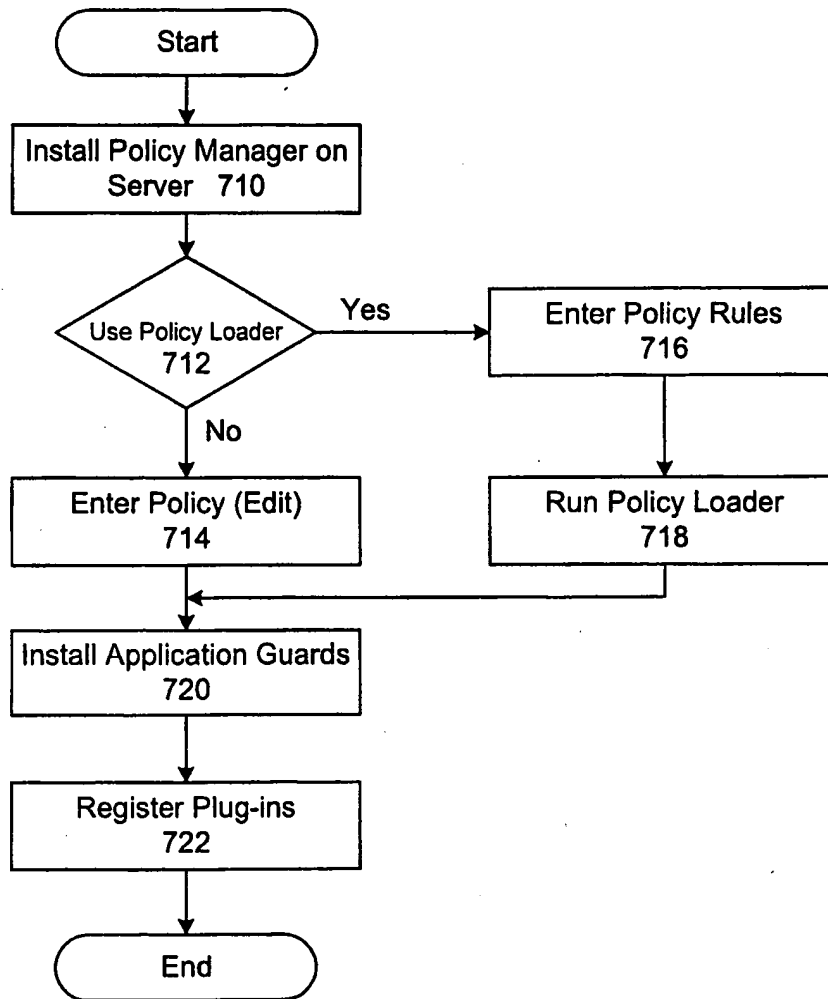 Start
Install Policy Manager on
Server 710
Use Policy Loader
712
Yes
No
Enter Policy Rules
716
Enter Policy (Edit)
714
Run Policy Loader
718
Install Application Guards
720
Register Plug-ins
722
End